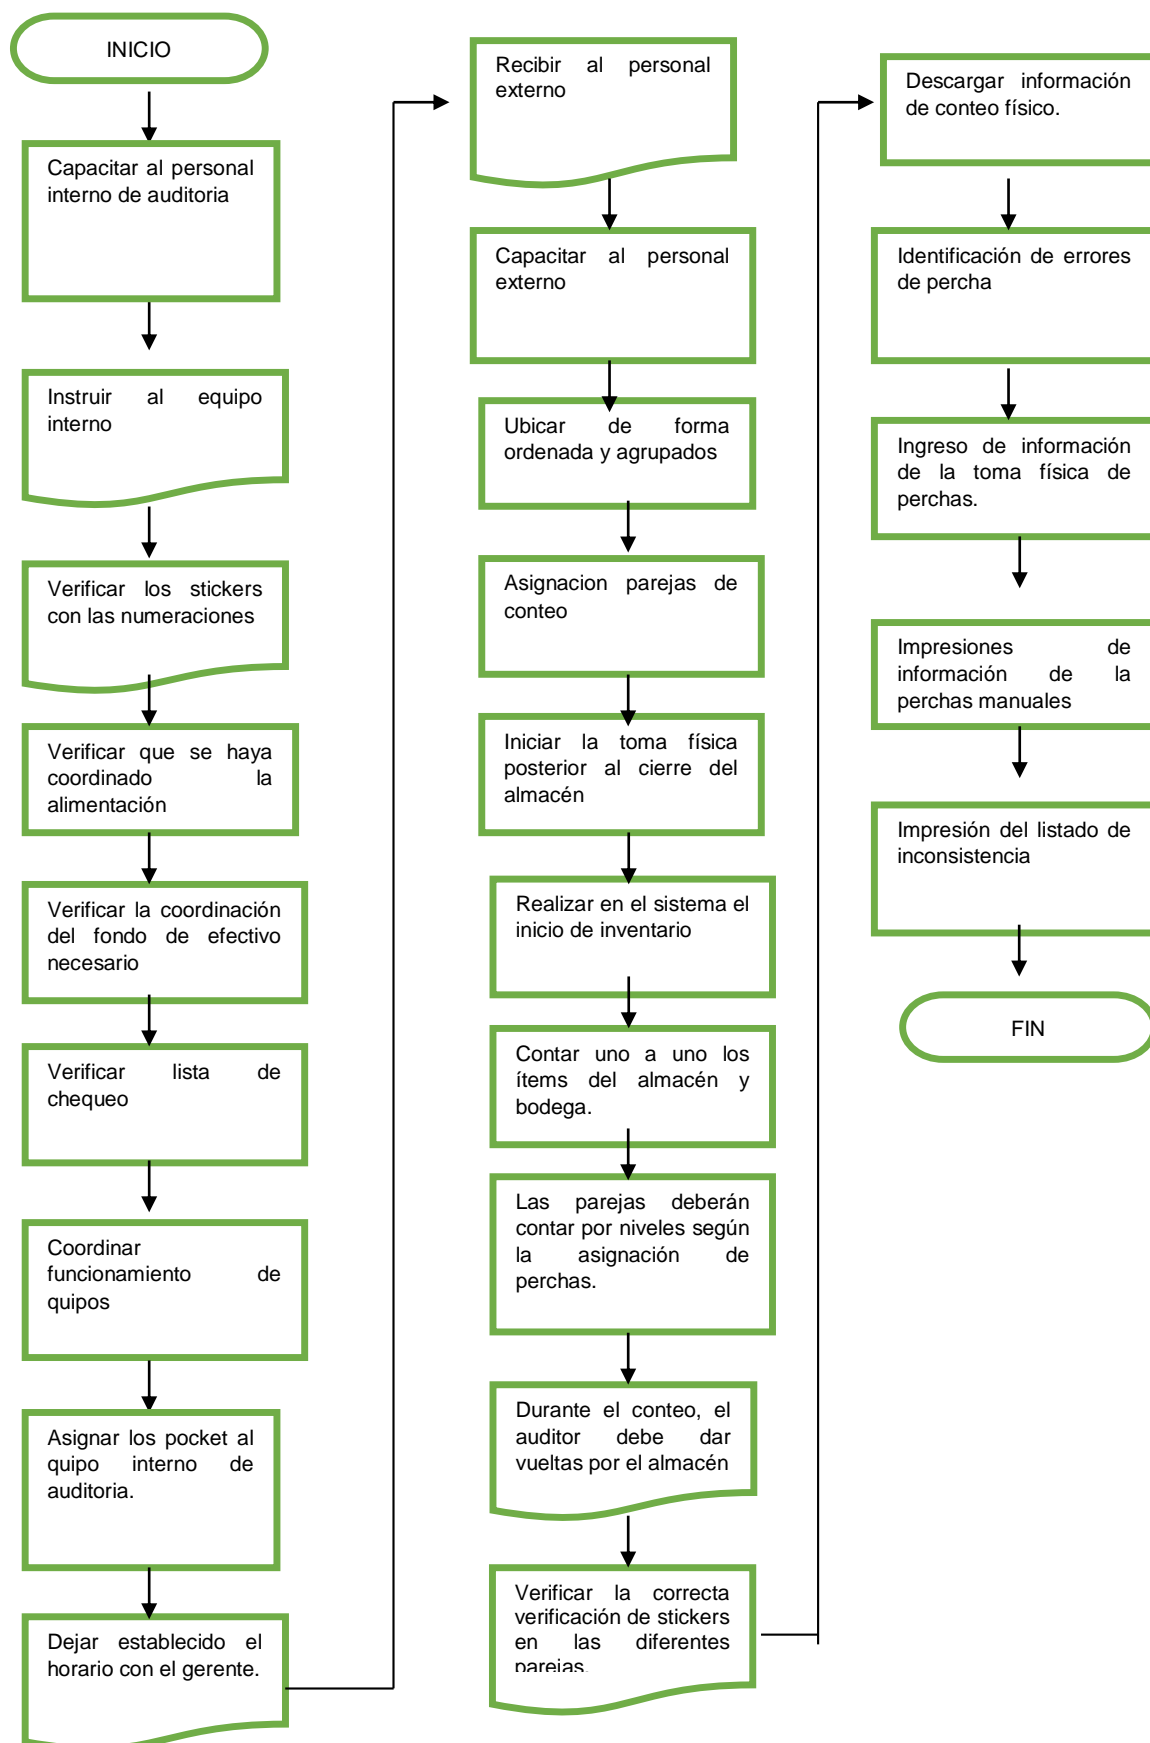 INICIO
Capacitar al personal
interno de auditoria
Instruir al equipo
interno
Verificar los stickers
con las numeraciones
Verificar que se haya
coordinado la
alimentación
Verificar la coordinación
del fondo de efectivo
necesario
Verificar lista de
chequeo
Coordinar
funcionamiento de
quipos
Asignar los pocket al
quipo interno de
auditoria.
Dejar establecido el
horario con el gerente.
Recibir al personal
externo
Capacitar al personal
externo
Ubicar de forma
ordenada y agrupados
Asignacion parejas de
conteo
Iniciar la toma física
posterior al cierre del
almacén
Realizar en el sistema el
inicio de inventario
Contar uno a uno los
ítems del almacén y
bodega.
Las parejas deberán
contar por niveles según
la asignación de
perchas.
Durante el conteo, el
auditor debe dar
vueltas por el almacén
Verificar la correcta
verificación de stickers
en las diferentes
parejas.
Descargar información
de conteo físico.
Identificación de errores
de percha
Ingreso de información
de la toma física de
perchas.
Impresiones de
información de la
perchas manuales
Impresión del listado de
inconsistencia
FIN